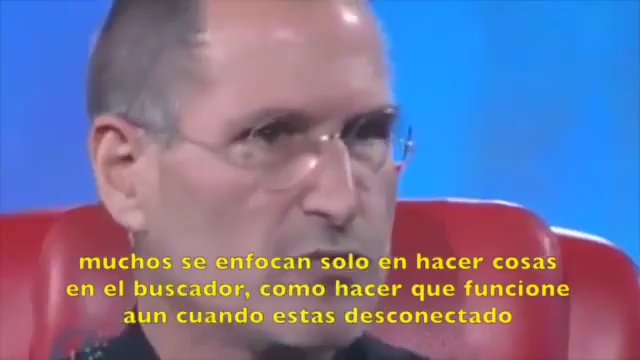 muchos se enfocan solo en hacer cosas
en el buscador, como hacer que funcione
aun cuando estas desconectado